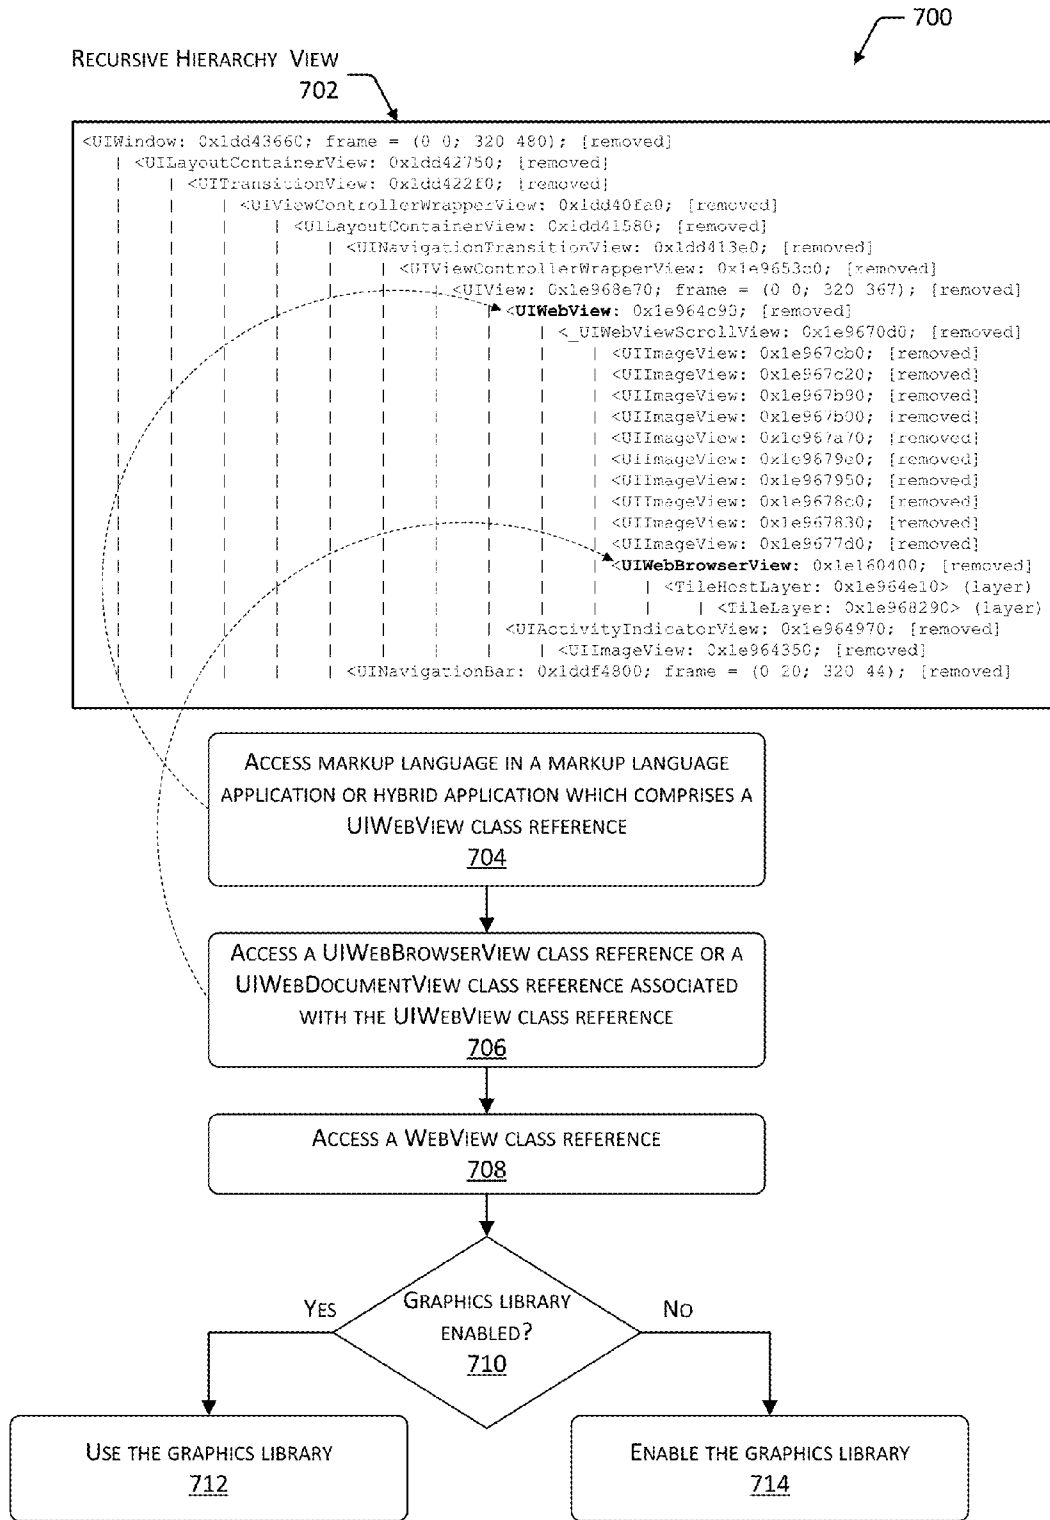 700
RECURSIVE HIERARCHY VIEW
702
<UIWindow: 0x1dd43660; frame = (0 0; 320 480); [removed]
| <UILayoutContainerView: 0x1dd42750; [removed]
| | <UITransitionView: 0x1dd422f0; [removed]
| | | <UIViewControllerWrapperView: 0x1dd40fa0; [removed]
| | | | <UILayoutContainerView: 0x1dd41580; [removed]
| | | | | <UINavigationTransitionView: 0x1dd413e0; [removed]
| | | | | | <UIViewControllerWrapperView: 0x1e9653c0; [removed]
| | | | | | | <UIView: 0x1e968e70; frame = (0 0; 320 367); [removed]
| | | | | | | | <UIWebView: 0x1e964c90; [removed]
| | | | | | | | | <_UIWebViewScrollView: 0x1e9670d0; [removed]
| | | | | | | | | | <UIImageView: 0x1e967cb0; [removed]
| | | | | | | | | | <UIImageView: 0x1e967c20; [removed]
| | | | | | | | | | <UIImageView: 0x1e967b90; [removed]
| | | | | | | | | | <UIImageView: 0x1e967b00; [removed]
| | | | | | | | | | <UIImageView: 0x1e967a70; [removed]
| | | | | | | | | | <UIImageView: 0x1e9679e0; [removed]
| | | | | | | | | | <UIImageView: 0x1e967950; [removed]
| | | | | | | | | | <UIImageView: 0x1e9678c0; [removed]
| | | | | | | | | | <UIImageView: 0x1e967830; [removed]
| | | | | | | | | | <UIImageView: 0x1e9677d0; [removed]
| | | | | | | | | | <UIWebBrowserView: 0x1e160400; [removed]
| | | | | | | | | | | <TileHostLayer: 0x1e964e10> (layer)
| | | | | | | | | | | | <TileLayer: 0x1e968290> (layer)
| | | | | | | | <UIActivityIndicatorView: 0x1e964970; [removed]
| | | | | | | | | <UIImageView: 0x1e964350; [removed]
| | | | | <UINavigationBar: 0x1ddf4800; frame = (0 20; 320 44); [removed]
ACCESS MARKUP LANGUAGE IN A MARKUP LANGUAGE
APPLICATION OR HYBRID APPLICATION WHICH COMPRISES A
UIWEBVIEW CLASS REFERENCE
704
ACCESS A UIWEBBROWSERVIEW CLASS REFERENCE OR A
UIWEBDOCUMENTVIEW CLASS REFERENCE ASSOCIATED
WITH THE UIWEBVIEW CLASS REFERENCE
706
ACCESS A WEBVIEW CLASS REFERENCE
708
GRAPHICS LIBRARY
ENABLED?
710
YES
NO
USE THE GRAPHICS LIBRARY
712
ENABLE THE GRAPHICS LIBRARY
714